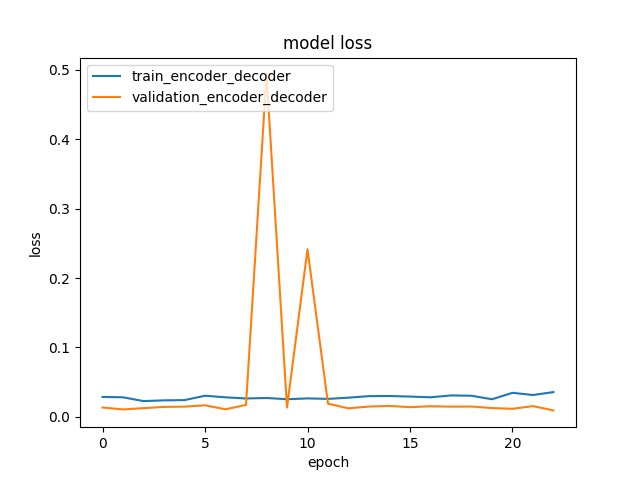 model loss
train_encoder_decoder
validation_encoder_decoder
0.5
0.4
0.3
0.2
0.1
0.0
loss
0
5
10
15
20
epoch